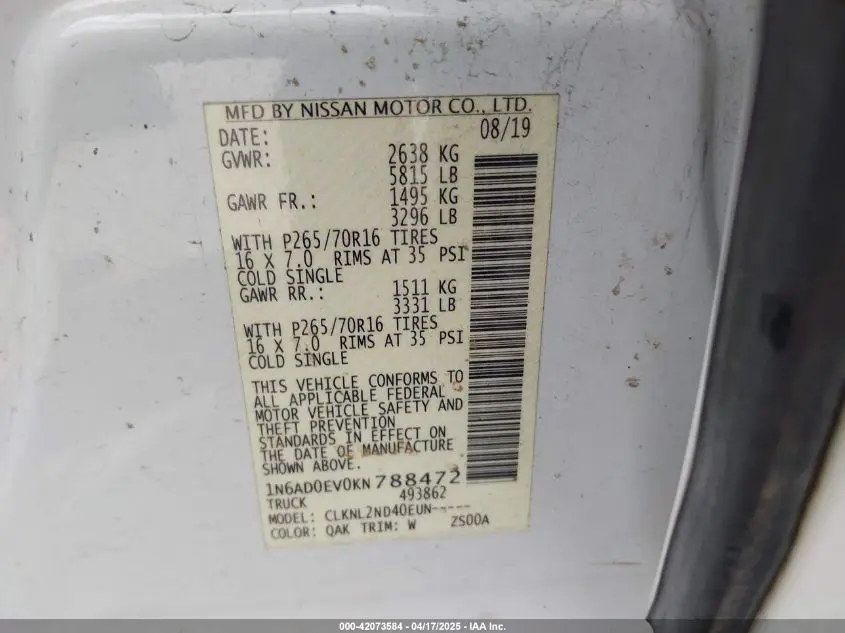 MFD BY NISSAN MOTOR CO., LTD.
DATE: 08/19
GVWR: 2638 KG
5815 LB
GAWR FR.: 1495 KG
3296 LB
WITH P265/70R16 TIRES
16 X 7.0 RIMS AT 35 PSI
COLD SINGLE
GAWR RR.: 1511 KG
3331 LB
WITH P265/70R16 TIRES
16 X 7.0 RIMS AT 35 PSI
COLD SINGLE
THIS VEHICLE CONFORMS TO
ALL APPLICABLE FEDERAL
MOTOR VEHICLE SAFETY AND
THEFT PREVENTION
STANDARDS IN EFFECT ON
THE DATE OF MANUFACTURE
SHOWN ABOVE.
1N6AD0EV0KN788472
TRUCK 493862
MODEL: CLKNL2ND40EUN-----
COLOR: QAK TRIM: W ZS00A
000-42073584 - 04/17/2025 - IAA Inc.